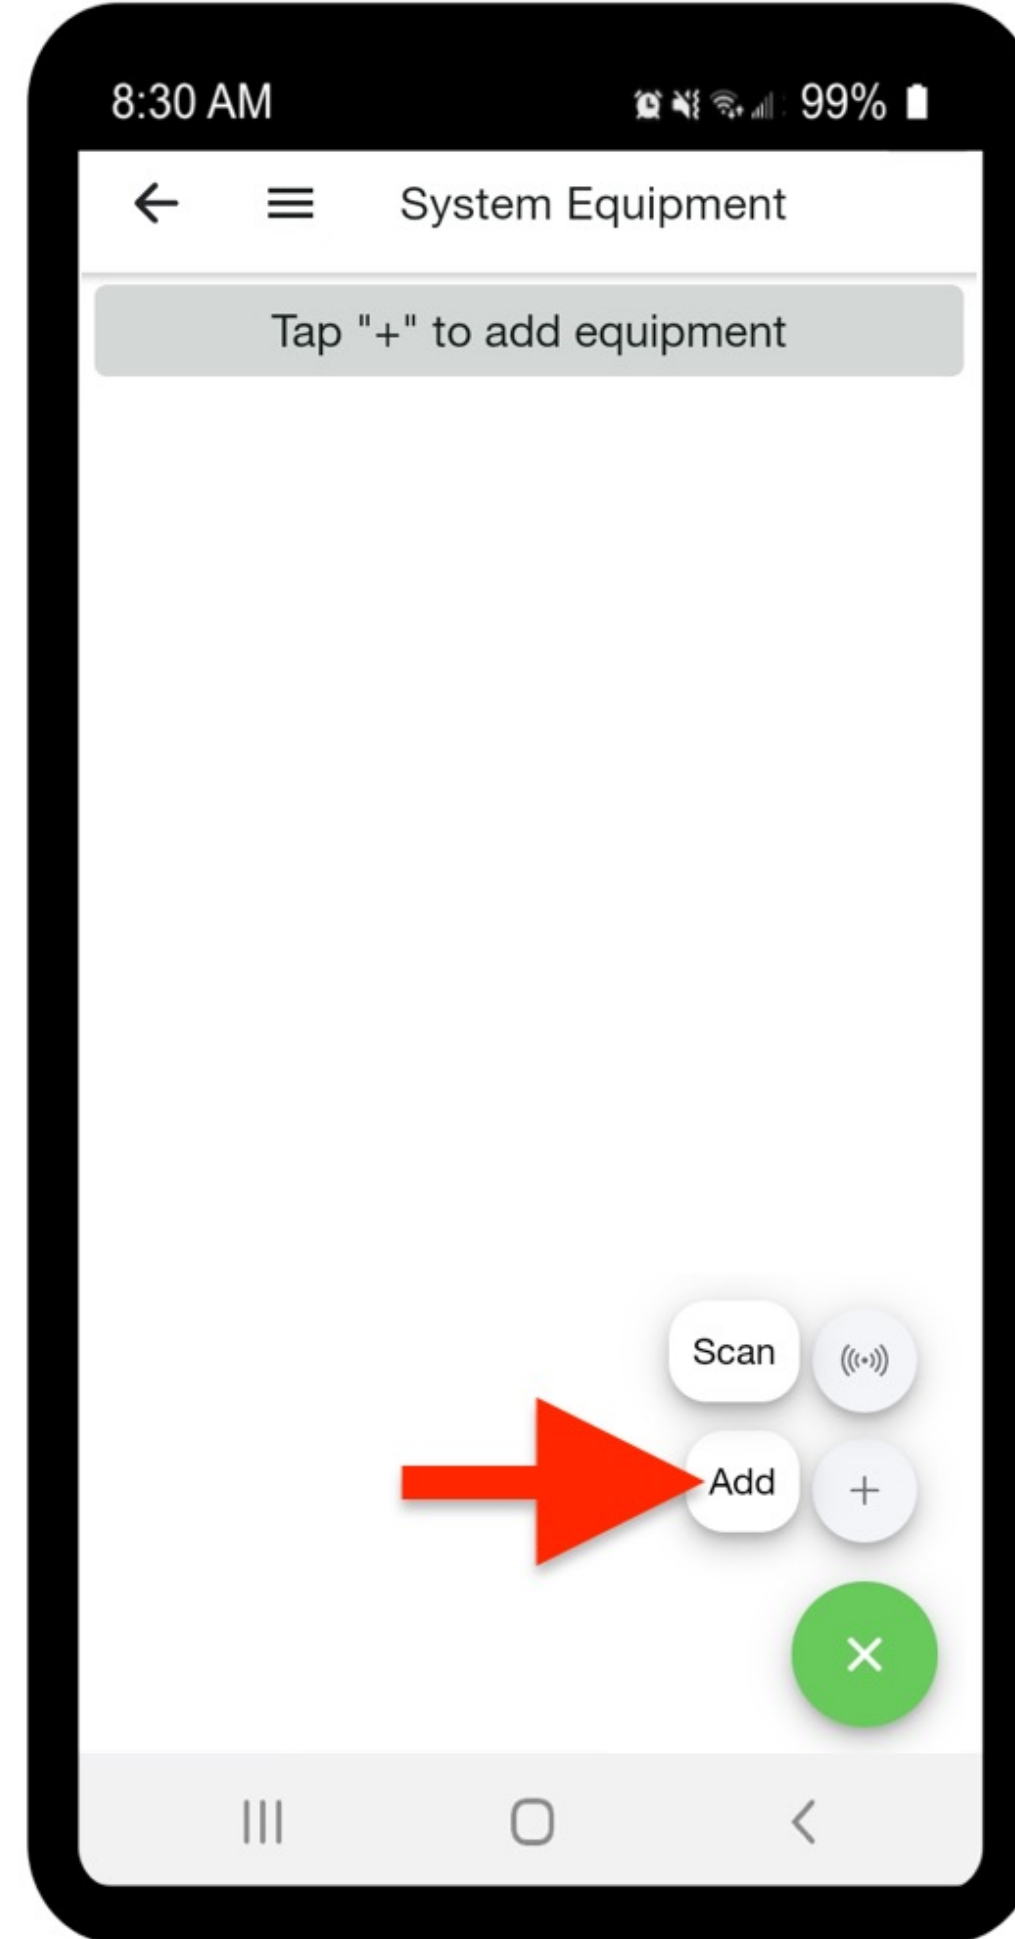 8:30 AM 99%
System Equipment
Tap "+" to add equipment
Scan
Add